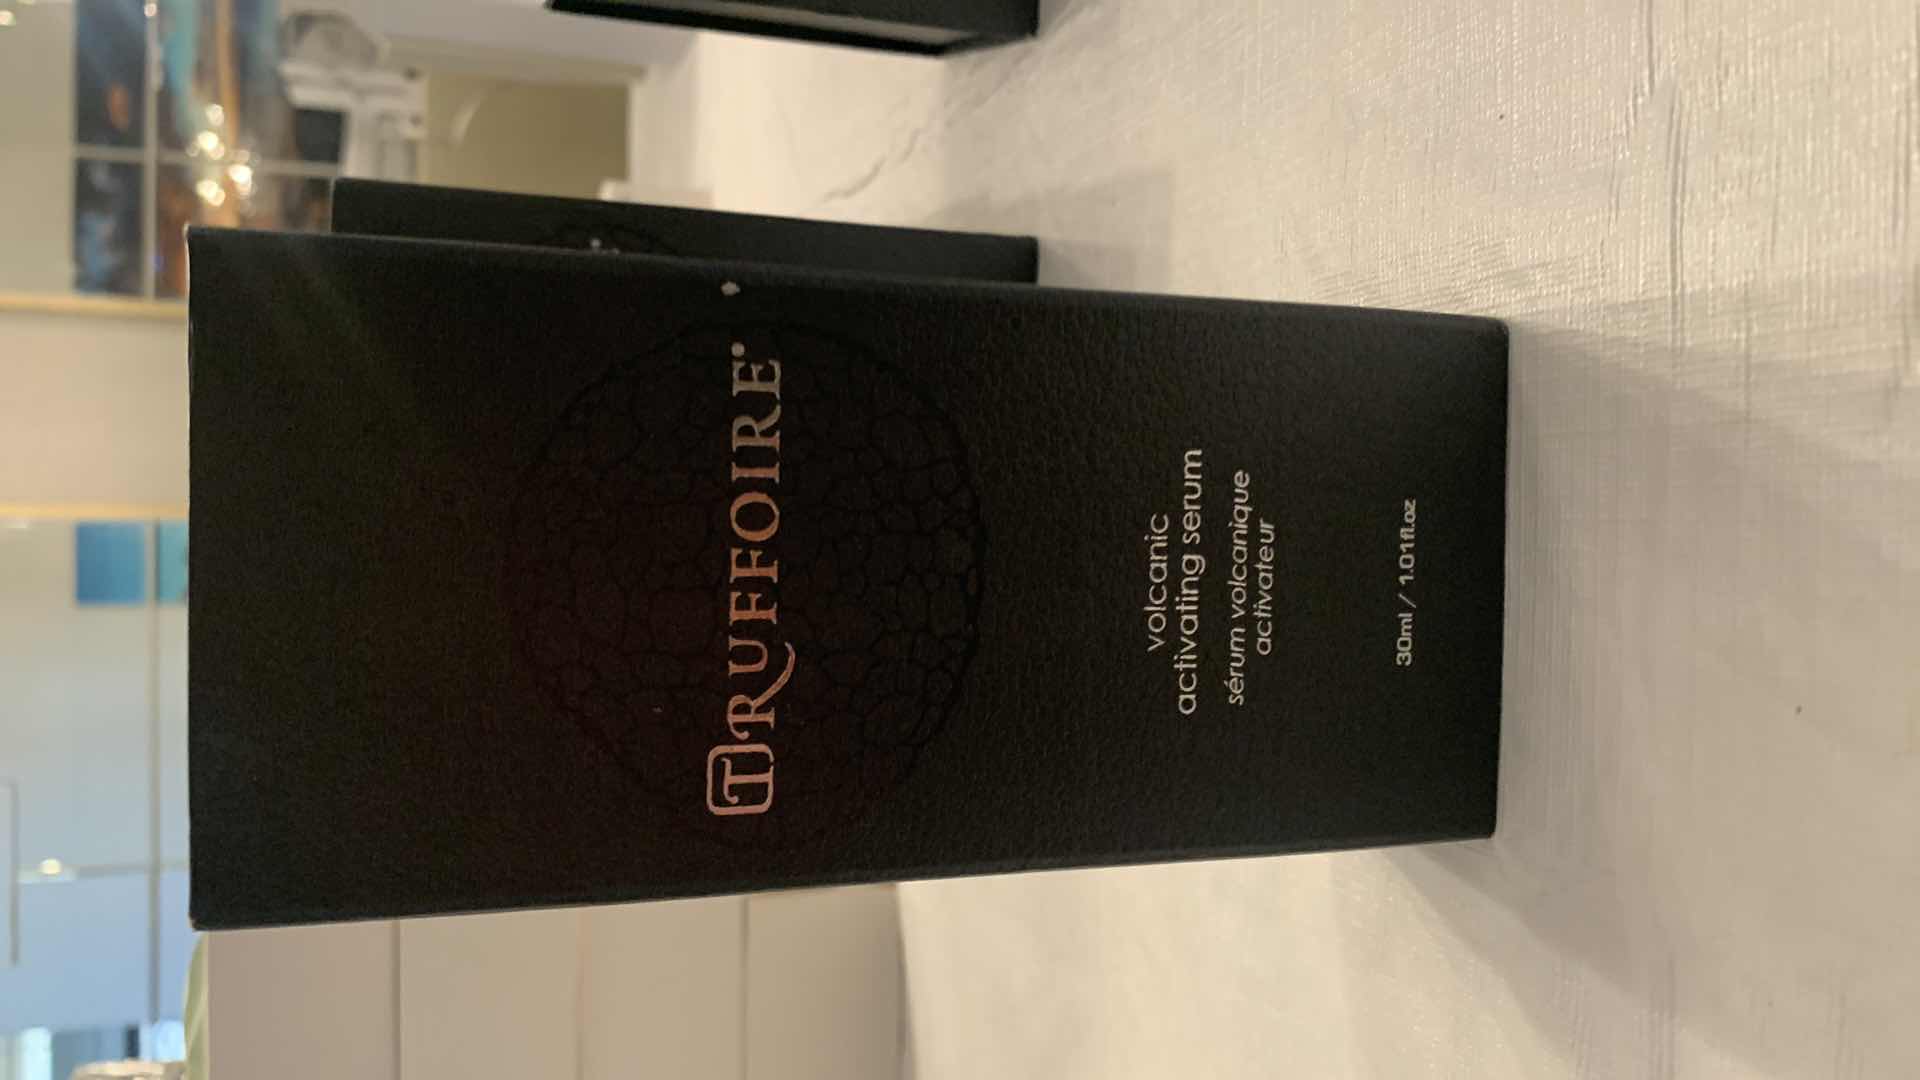 TRUFFOIRE
volcanic
activating serum
sérum volcanique
activateur
30ml / 1.01fl.oz